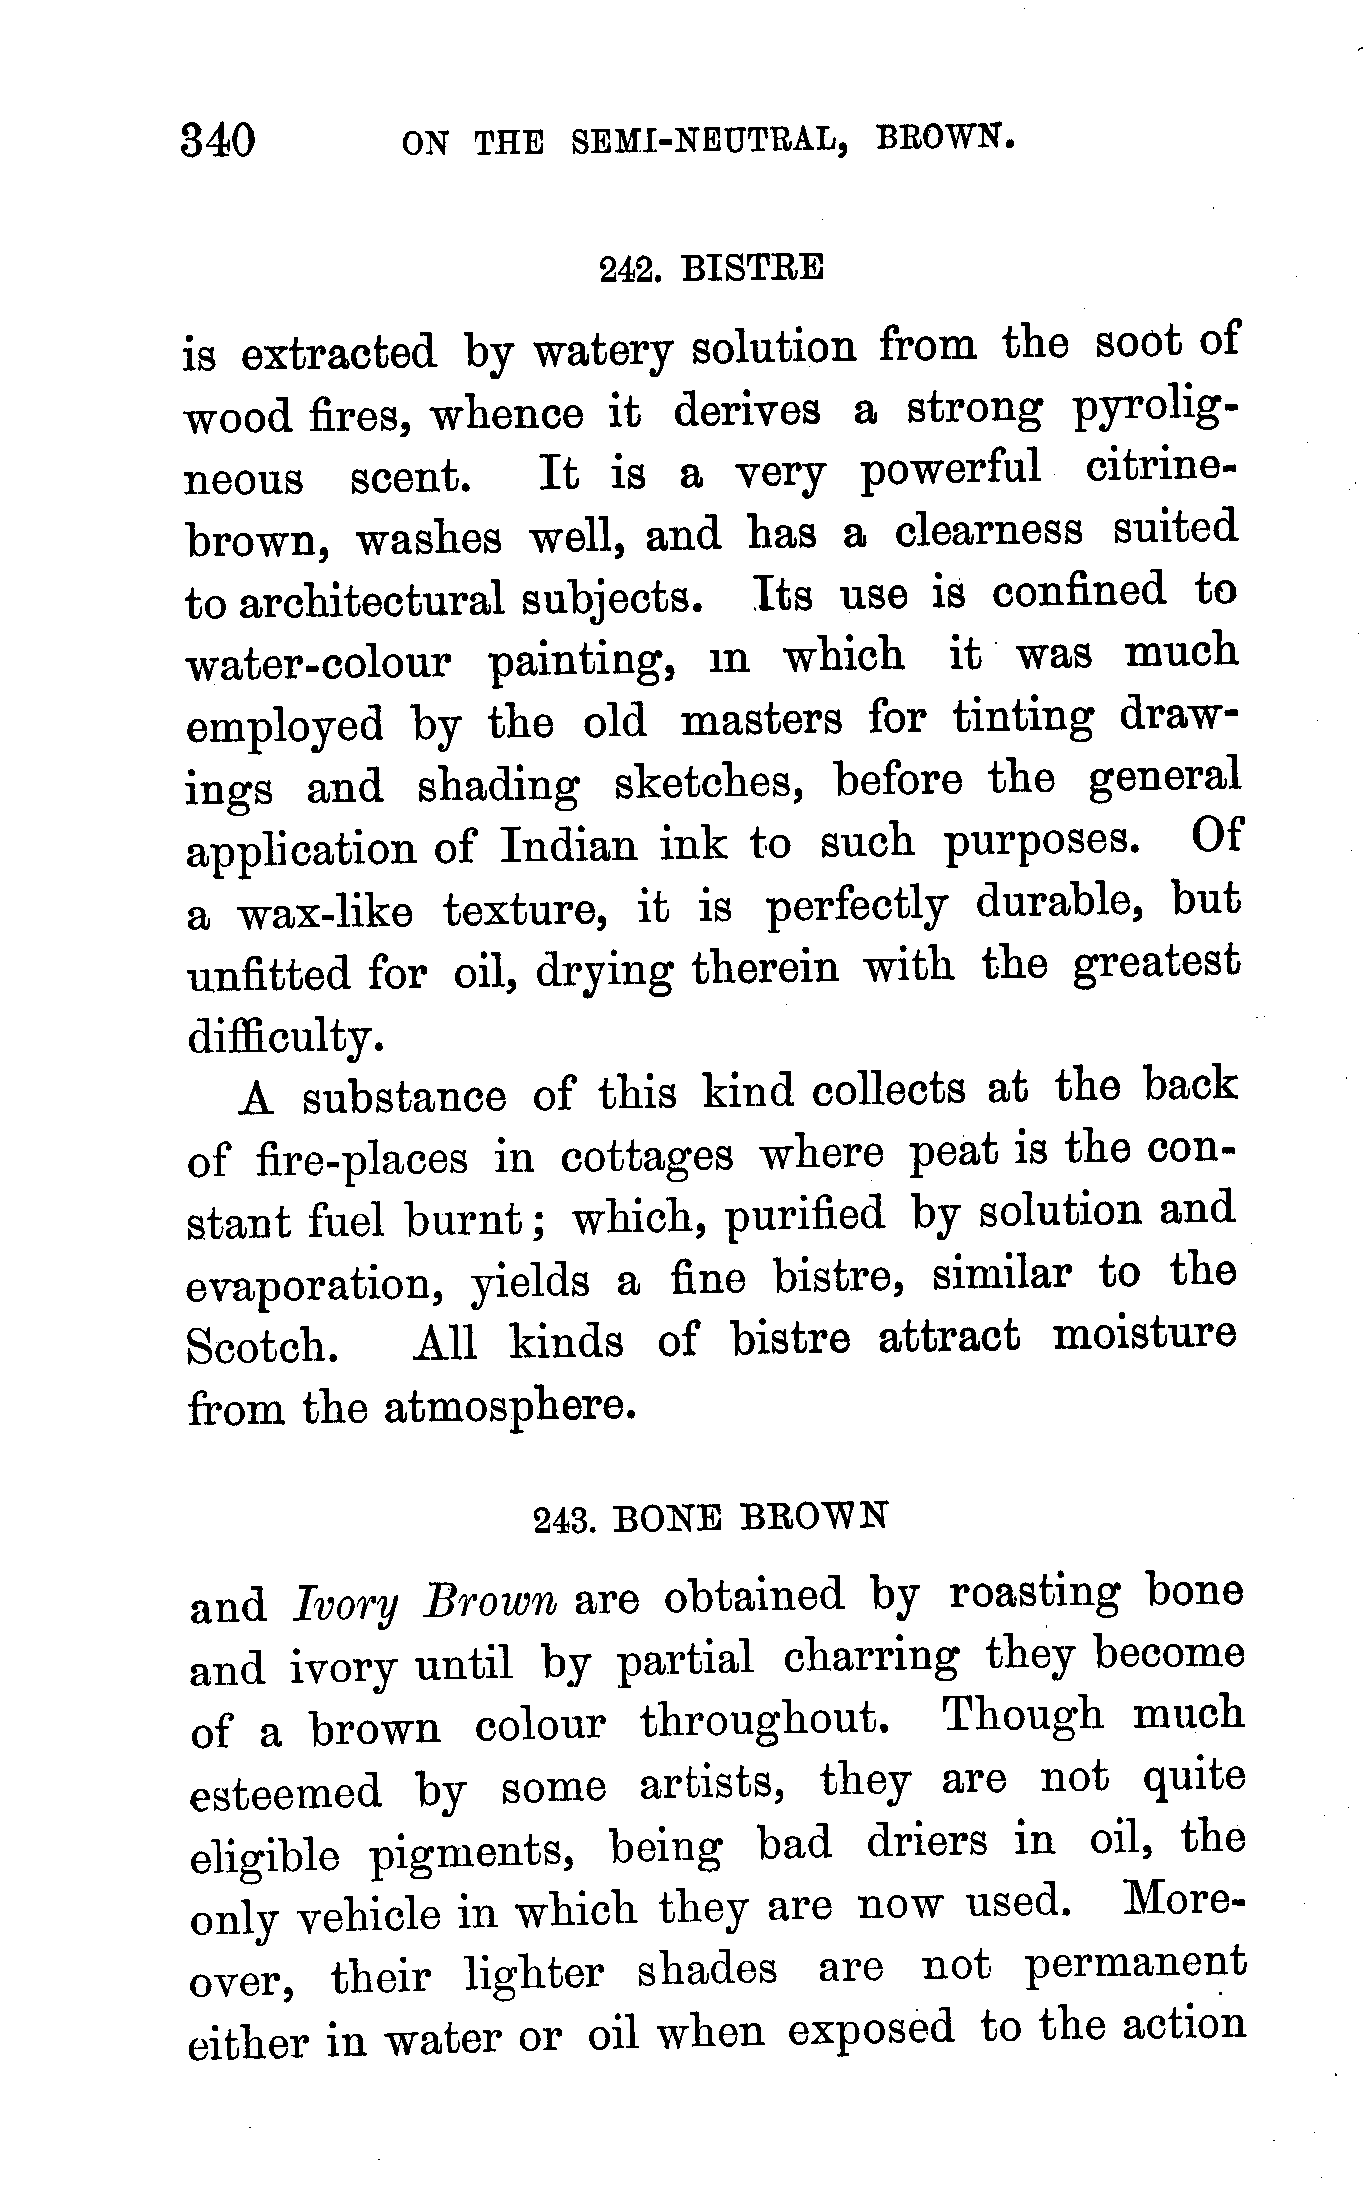 340 ON THE SEMI-NEUTRAL, BROWN.
242. BISTRE
is extracted by watery solution from the soot of
wood fires, whence it derives a strong pyrolig-
neous scent. It is a very powerful citrine-
brown, washes well, and has a clearness suited
to architectural subjects. Its use is confined to
water-colour painting, in which it was much
employed by the old masters for tinting draw-
ings and shading sketches, before the general
application of Indian ink to such purposes. Of
a wax-like texture, it is perfectly durable, but
unfitted for oil, drying therein with the greatest
difficulty.
A substance of this kind collects at the back
of fire-places in cottages where peat is the con-
stant fuel burnt; which, purified by solution and
evaporation, yields a fine bistre, similar to the
Scotch. All kinds of bistre attract moisture
from the atmosphere.
243. BONE BROWN
and Ivory Brown are obtained by roasting bone
and ivory until by partial charring they become
of a brown colour throughout. Though much
esteemed by some artists, they are not quite
eligible pigments, being bad driers in oil, the
only vehicle in which they are now used. More-
over, their lighter shades are not permanent
either in water or oil when exposed to the action